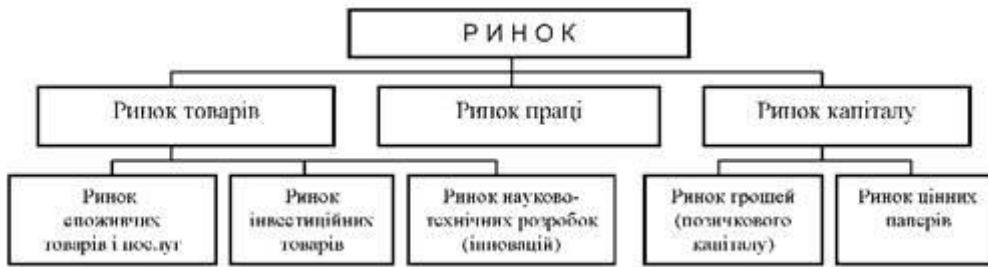 РИНОК
Ринок товарів
Ринок праці
Ринок капіталу
Ринок
споживчих
товарів і послуг
Ринок
інвестиційних
товарів
Ринок науково-
технічних розробок
(інновацій)
Ринок грошей
(позичкового
капіталу)
Ринок цінних
паперів